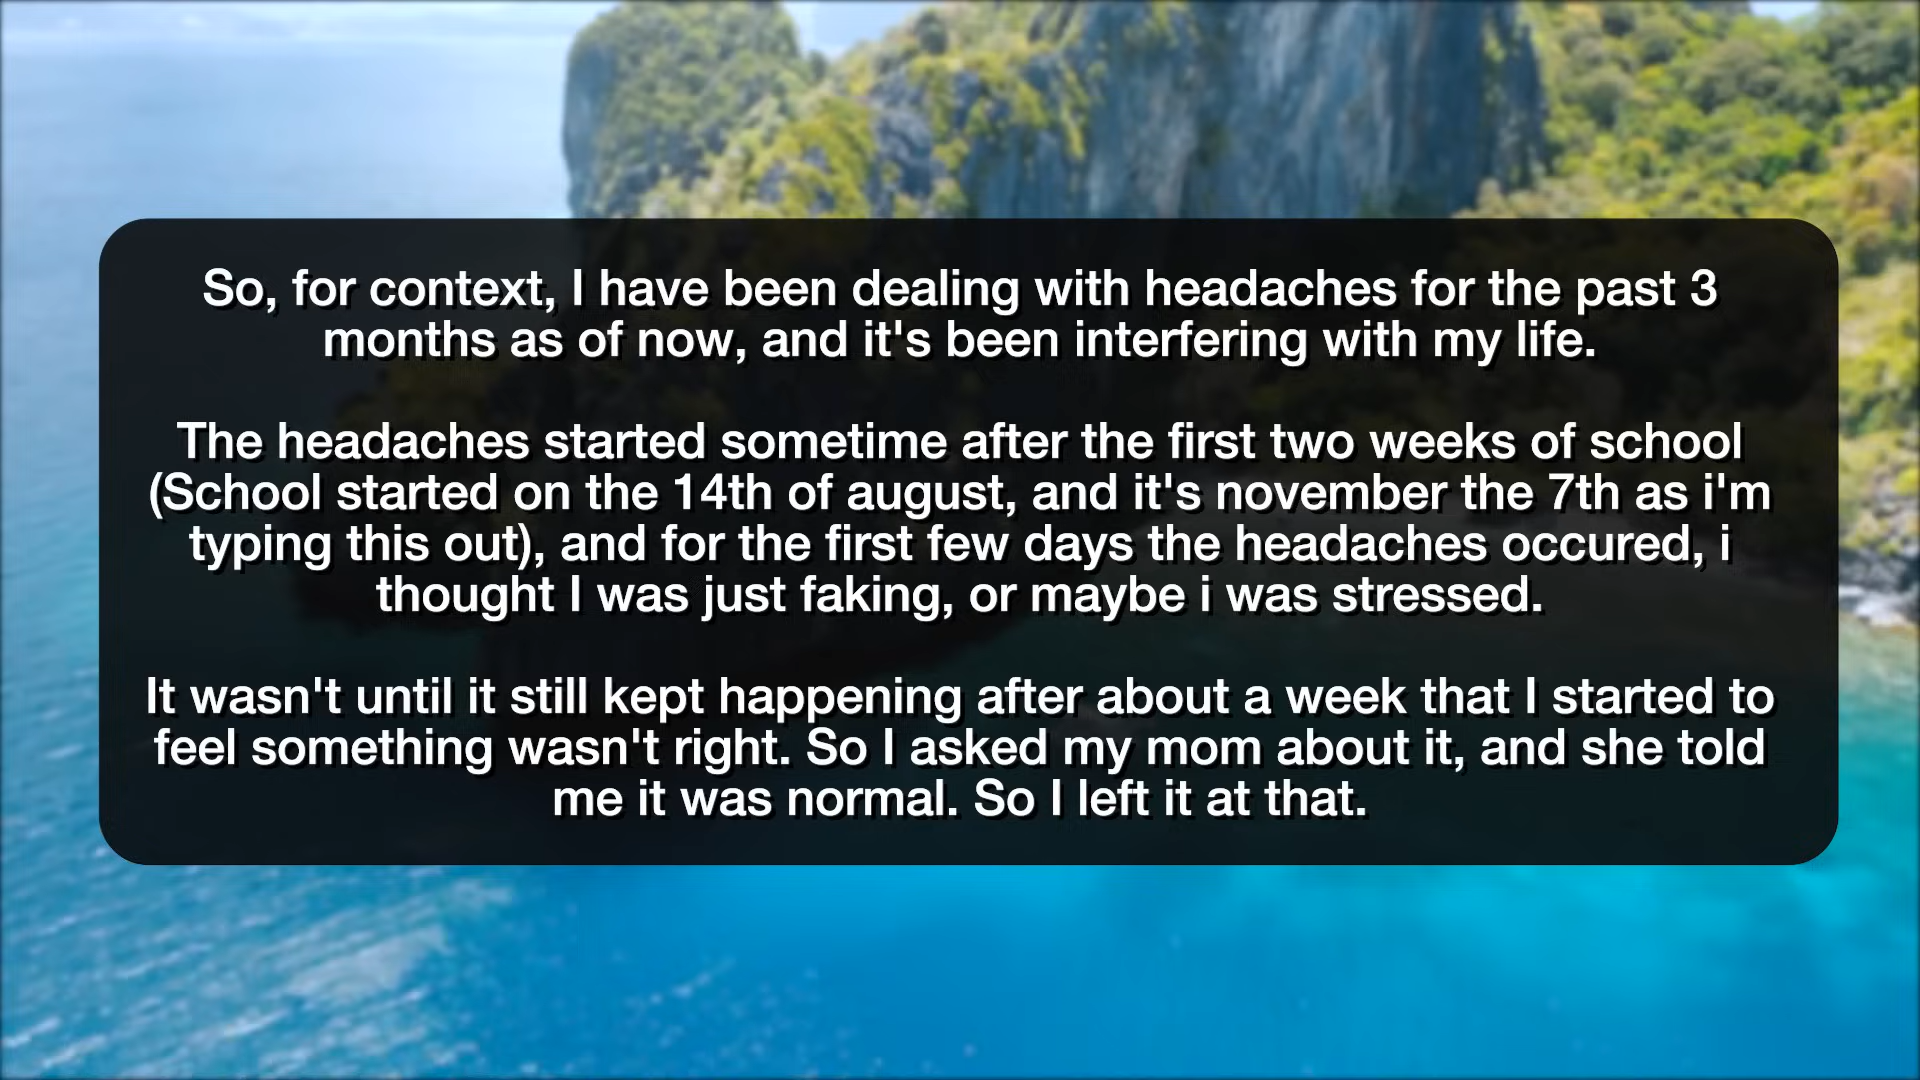 So, for context, I have been dealing with headaches for the past 3
months as of now, and it's been interfering with my life.
The headaches started sometime after the first two weeks of school
(School started on the 14th of august, and it's november the 7th as i'm
typing this out), and for the first few days the headaches occured, i
thought I was just faking, or maybe i was stressed.
It wasn't until it still kept happening after about a week that I started to
feel something wasn't right. So I asked my mom about it, and she told
me it was normal. So I left it at that.